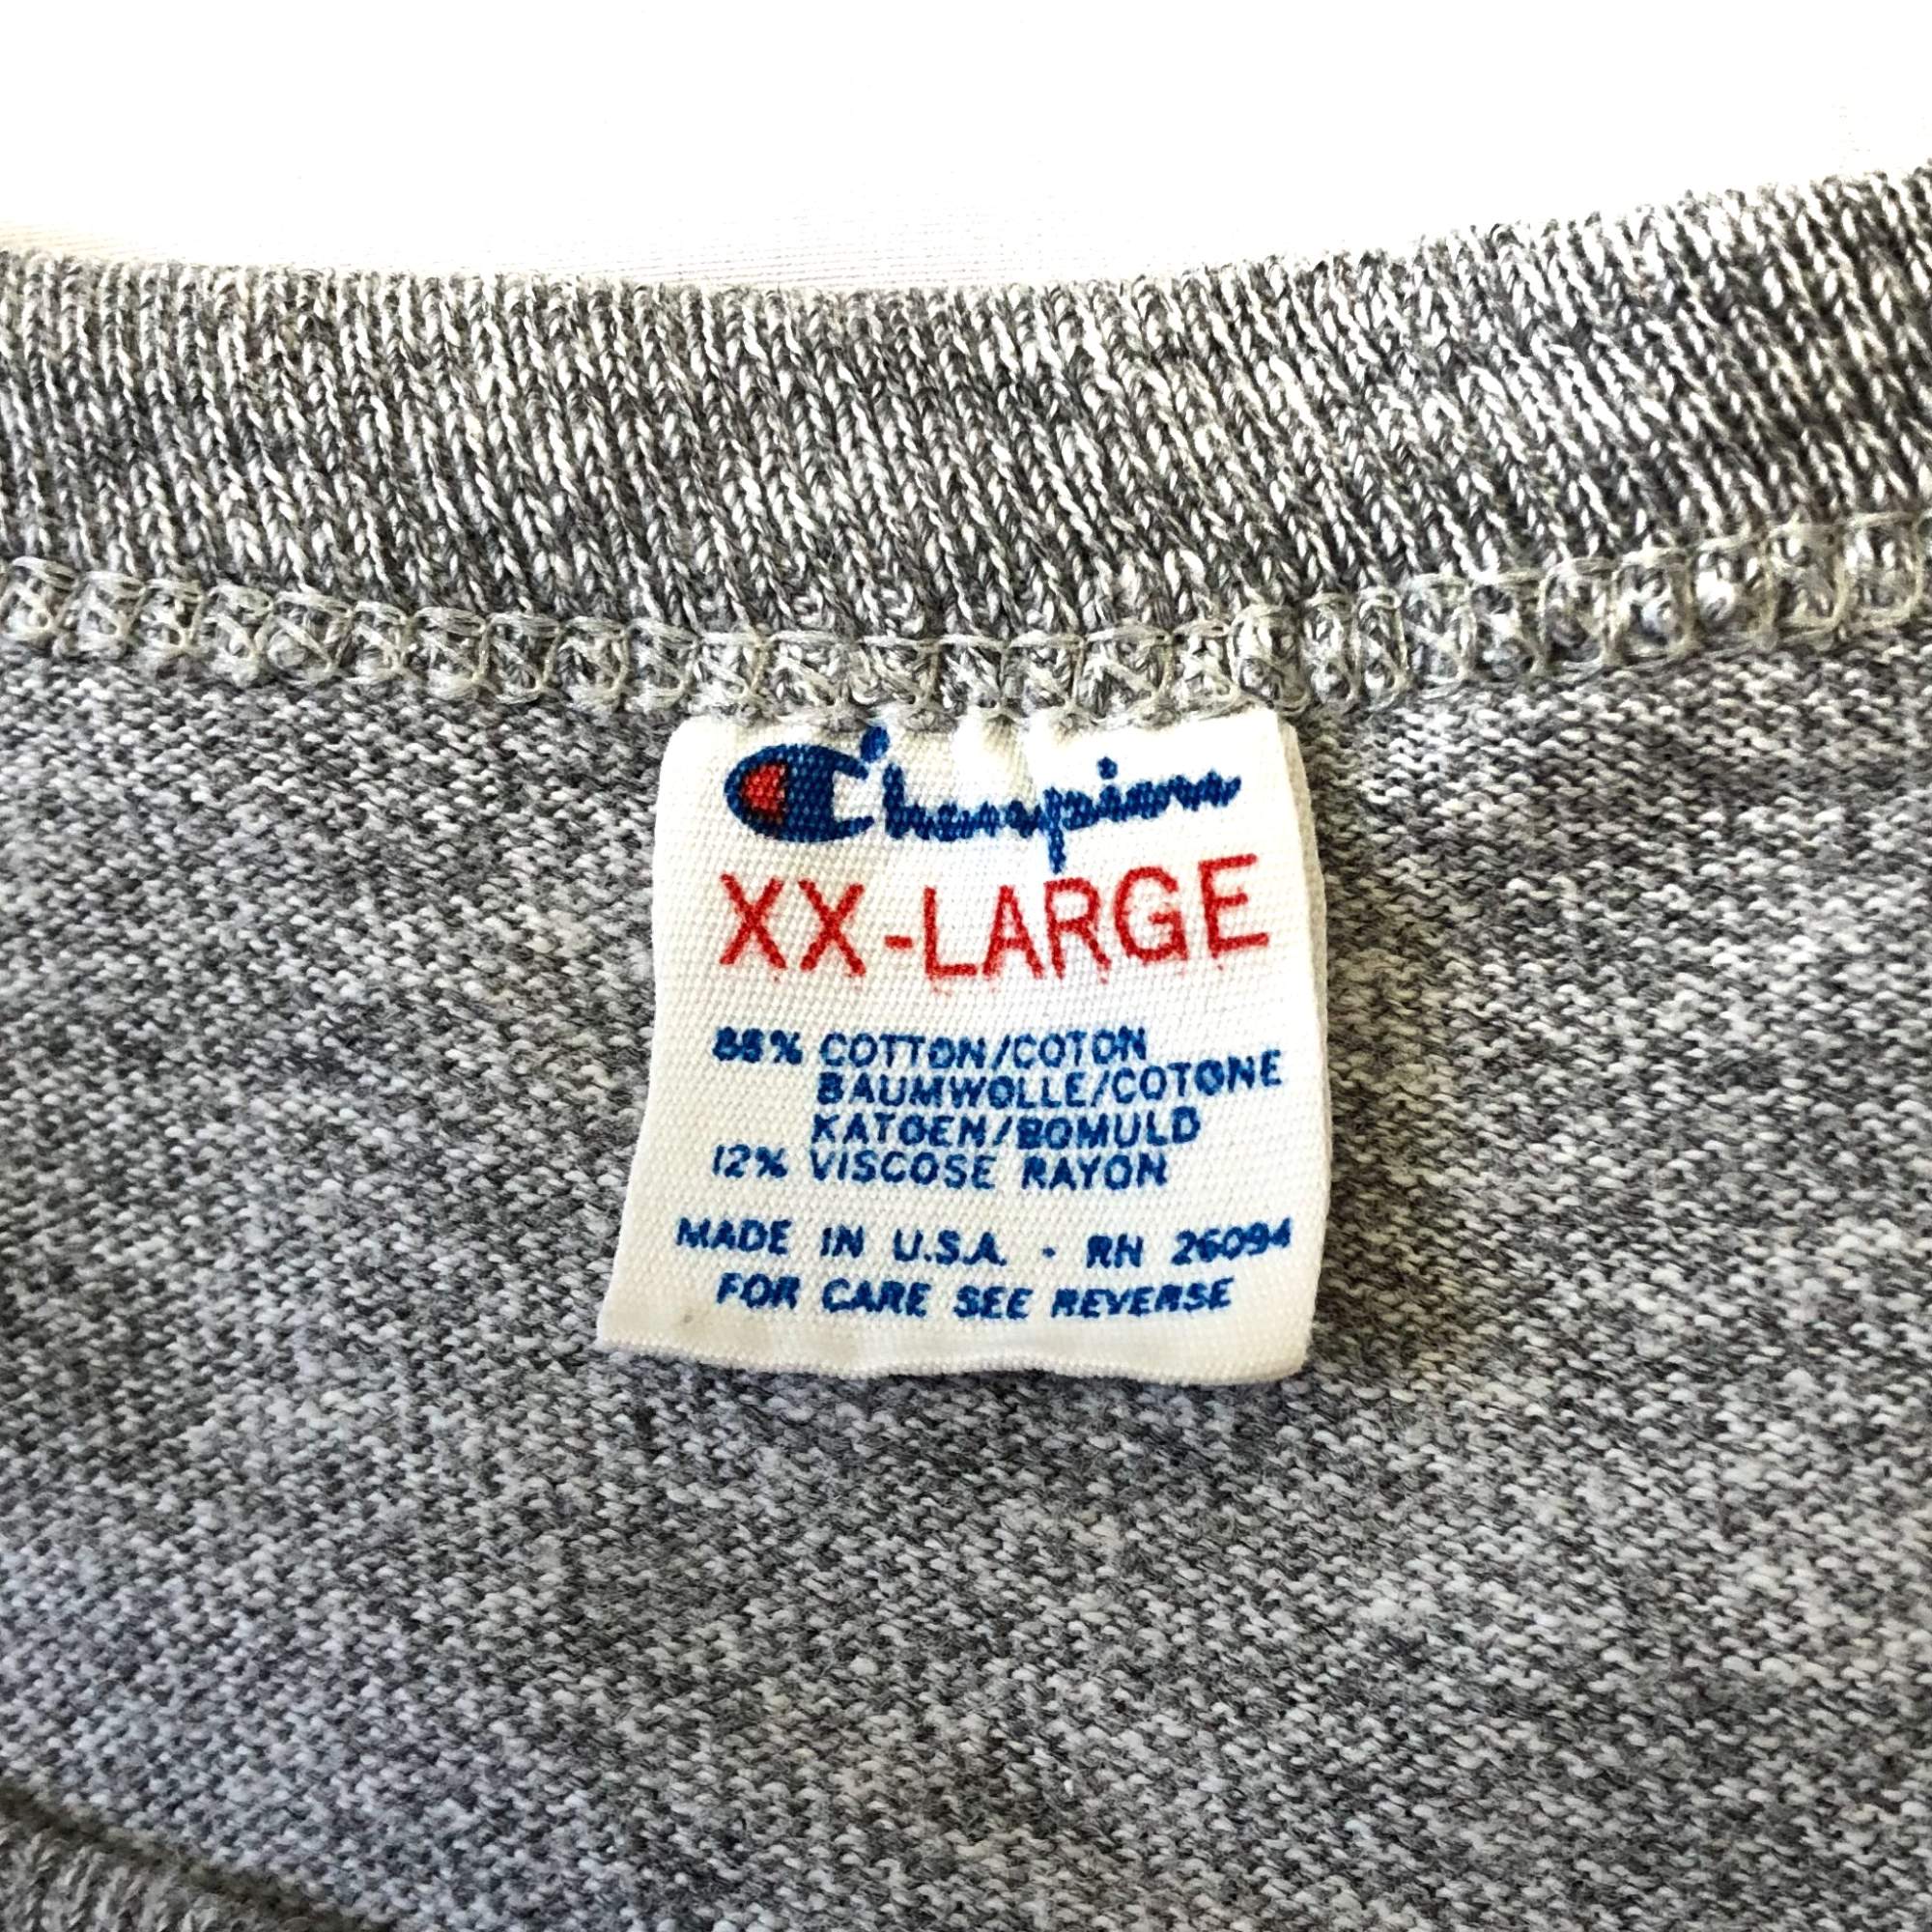 Champion
XX-LARGE
88% COTTON/COTON
BAUMWOLLE/COTONE
KATOEN/BOMULD
12% VISCOSE RAYON
MADE IN U.S.A. · RN 26094
FOR CARE SEE REVERSE